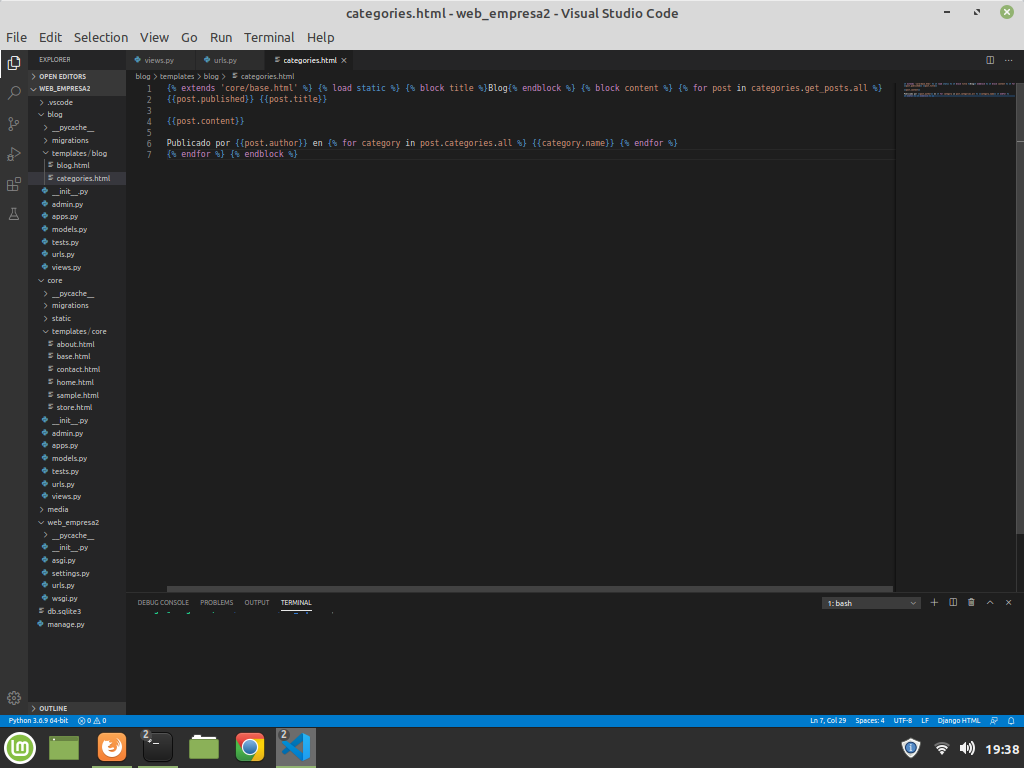 categories.html - web_empresa2 - Visual Studio Code
File Edit Selection View Go Run Terminal Help
EXPLORER
views.py urls.py categories.html
OPEN EDITORS
blog > templates > blog > categories.html
WEB_EMPRESA2
.vscode
blog
__pycache__
migrations
templates / blog
blog.html
categories.html
__init__.py
admin.py
apps.py
models.py
tests.py
urls.py
views.py
core
__pycache__
migrations
static
templates / core
about.html
base.html
contact.html
home.html
sample.html
store.html
__init__.py
admin.py
apps.py
models.py
tests.py
urls.py
views.py
media
web_empresa2
__pycache__
__init__.py
asgi.py
settings.py
urls.py
wsgi.py
db.sqlite3
manage.py
OUTLINE
1 {% extends 'core/base.html' %} {% load static %} {% block title %}Blog{% endblock %} {% block content %} {% for post in categories.get_posts.all %}
2 {{post.published}} {{post.title}}
3
4 {{post.content}}
5
6 Publicado por {{post.author}} en {% for category in post.categories.all %} {{category.name}} {% endfor %}
7 {% endfor %} {% endblock %}
DEBUG CONSOLE PROBLEMS OUTPUT TERMINAL
1: bash
Python 3.6.9 64-bit 0 0 Ln 7, Col 29 Spaces: 4 UTF-8 LF Django HTML
2 2
19:38